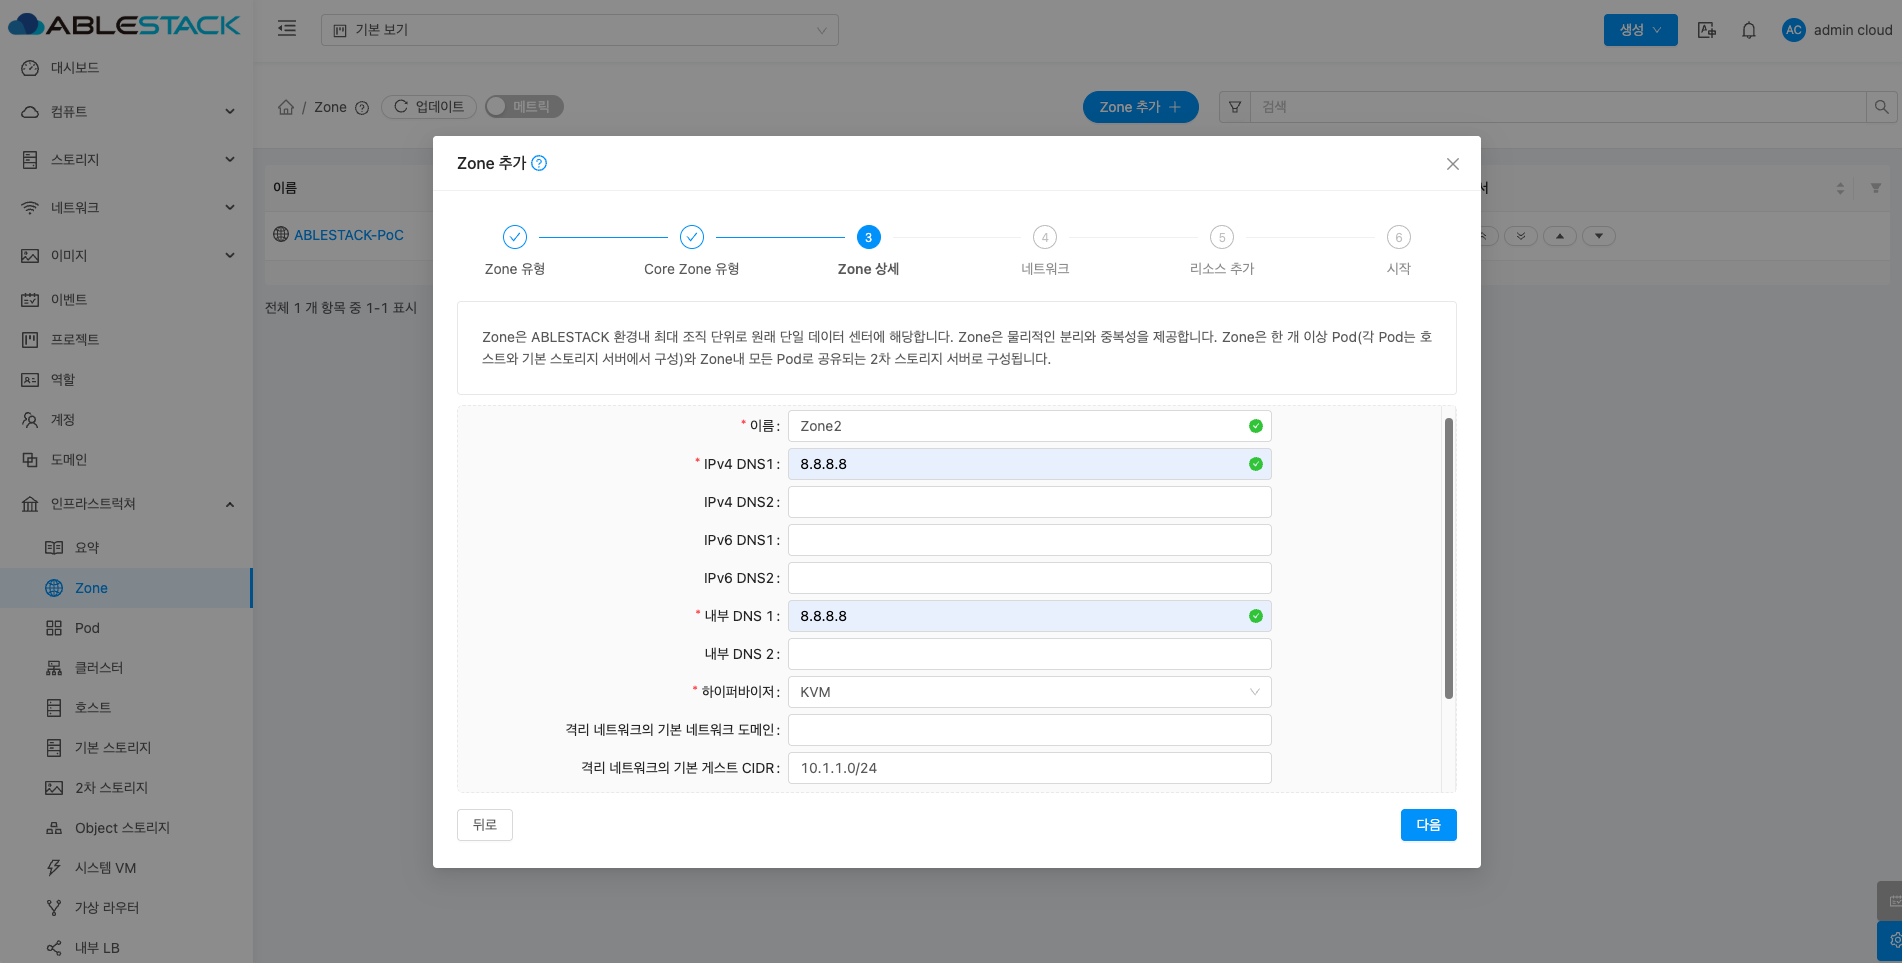 ABLESTACK
기본 보기
생성
AC
admin cloud
대시보드
컴퓨트
스토리지
네트워크
이미지
이벤트
프로젝트
역할
계정
도메인
인프라스트럭쳐
요약
Zone
Pod
클러스터
호스트
기본 스토리지
2차 스토리지
Object 스토리지
시스템 VM
가상 라우터
내부 LB
/ Zone
업데이트
메트릭
Zone 추가
검색
이름
서
ABLESTACK-PoC
전체 1 개 항목 중 1-1 표시
Zone 추가
3
4
5
6
Zone 유형
Core Zone 유형
Zone 상세
네트워크
리소스 추가
시작
Zone은 ABLESTACK 환경내 최대 조직 단위로 원래 단일 데이터 센터에 해당합니다. Zone은 물리적인 분리와 중복성을 제공합니다. Zone은 한 개 이상 Pod(각 Pod는 호
스트와 기본 스토리지 서버에서 구성)와 Zone내 모든 Pod로 공유되는 2차 스토리지 서버로 구성됩니다.
* 이름: Zone2
* IPv4 DNS1: 8.8.8.8
IPv4 DNS2:
IPv6 DNS1:
IPv6 DNS2:
* 내부 DNS 1: 8.8.8.8
내부 DNS 2:
* 하이퍼바이저: KVM
격리 네트워크의 기본 네트워크 도메인:
격리 네트워크의 기본 게스트 CIDR: 10.1.1.0/24
뒤로
다음